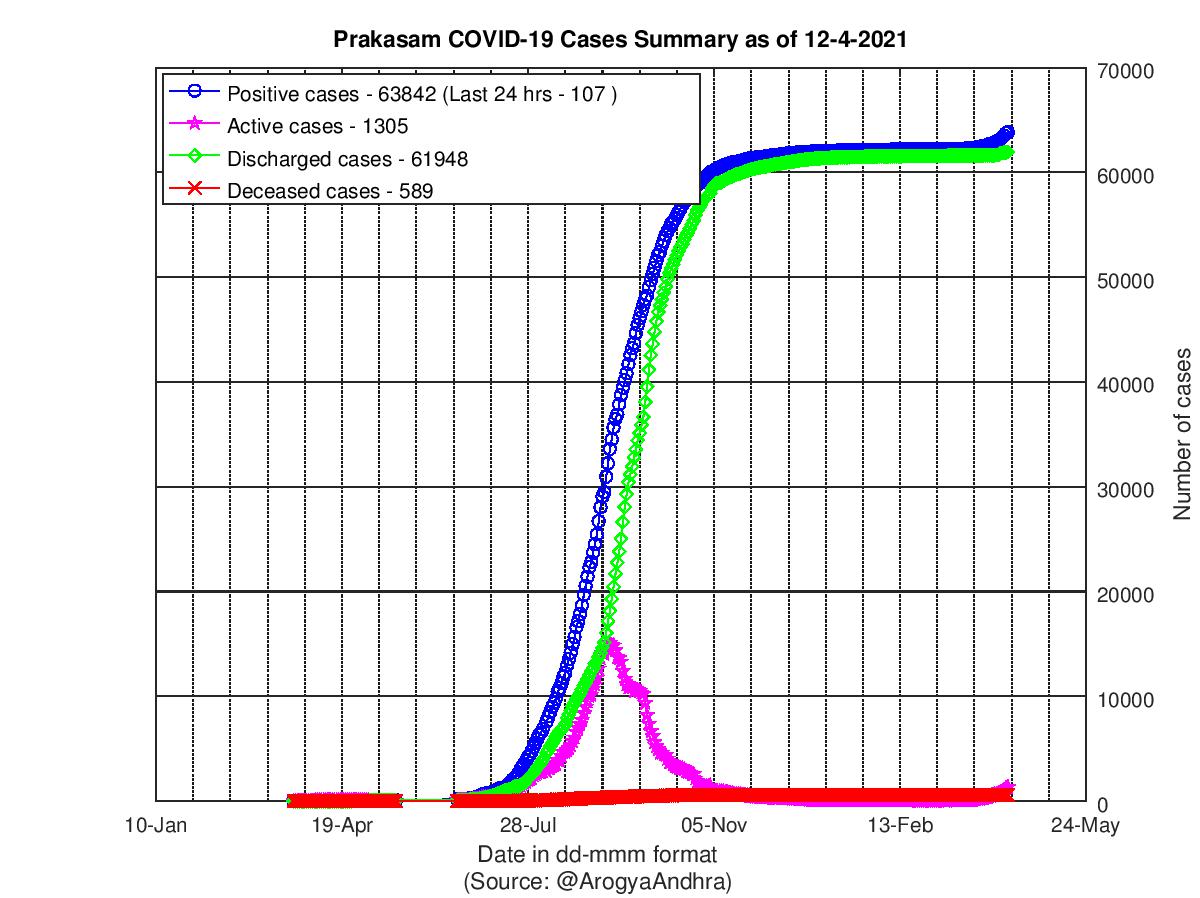 Prakasam COVID-19 Cases Summary as of 12-4-2021
Positive cases - 63842 (Last 24 hrs - 107 )
Active cases - 1305
Discharged cases - 61948
Deceased cases - 589
70000
60000
50000
40000
30000
20000
10000
0
Number of cases
10-Jan 19-Apr 28-Jul 05-Nov 13-Feb 24-May
Date in dd-mmm format
(Source: @ArogyaAndhra)